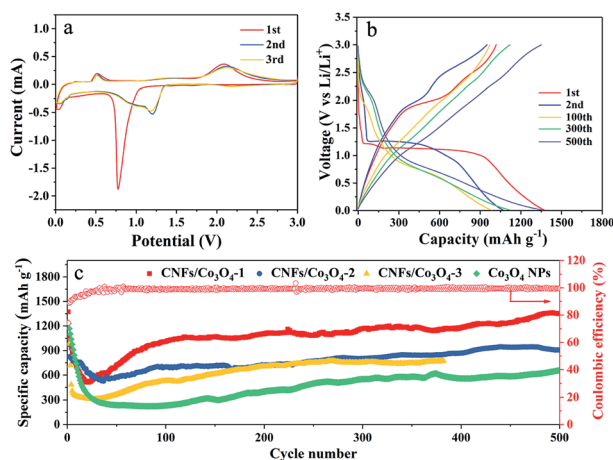 a
1st
2nd
3rd
Current (mA)
0.5
0.0
-0.5
-1.0
-1.5
-2.0
0.0 0.5 1.0 1.5 2.0 2.5 3.0
Potential (V)
b
1st
2nd
100th
300th
500th
Voltage (V vs Li/Li⁺)
4.0
3.5
3.0
2.5
2.0
1.5
1.0
0.5
0.0
0 300 600 900 1200 1500 1800
Capacity (mAh g⁻¹)
c
CNFs/Co₃O₄-1 CNFs/Co₃O₄-2 CNFs/Co₃O₄-3 Co₃O₄ NPs
Specific capacity (mAh g⁻¹)
1800
1500
1200
900
600
300
0
0 100 200 300 400 500
Cycle number
120
100
80
60
40
20
0
Coulombic efficiency (%)